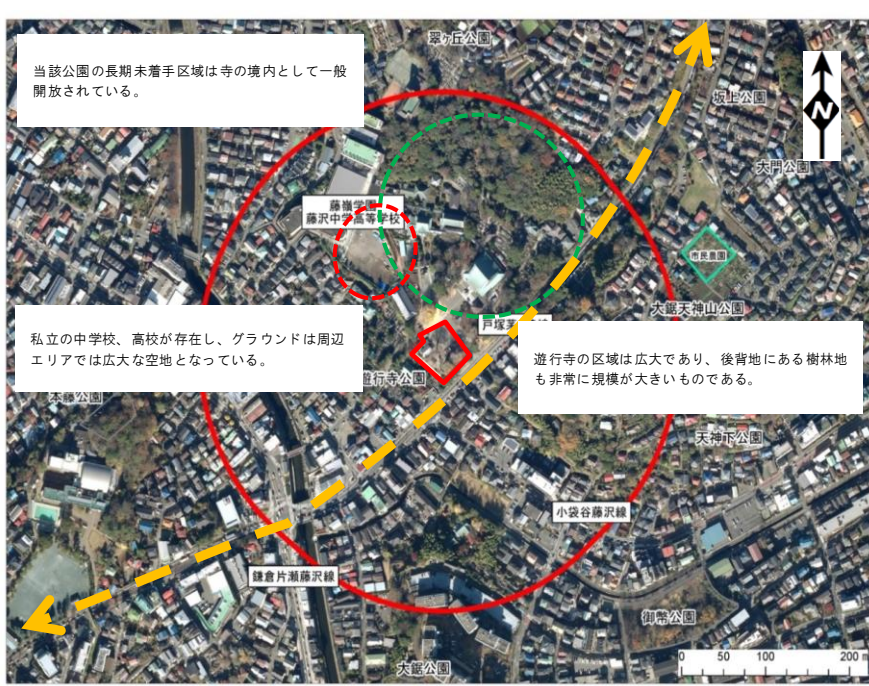 翠ケ丘公園
当該公園の長期未着手区域は寺の境内として一般
開放されている。
坂上公園
N
大門公園
藤嶺学園
藤沢中学高等学校
市民農園
大鋸天神山公園
戸塚茅
私立の中学校、高校が存在し、グラウンドは周辺
エリアでは広大な空地となっている。
遊行寺の区域は広大であり、後背地にある樹林地
も非常に規模が大きいものである。
遊行寺公園
本藤公園
天神下公園
小袋谷藤沢線
鎌倉片瀬藤沢線
御幣公園
大鋸公園
0 50 100 200 m